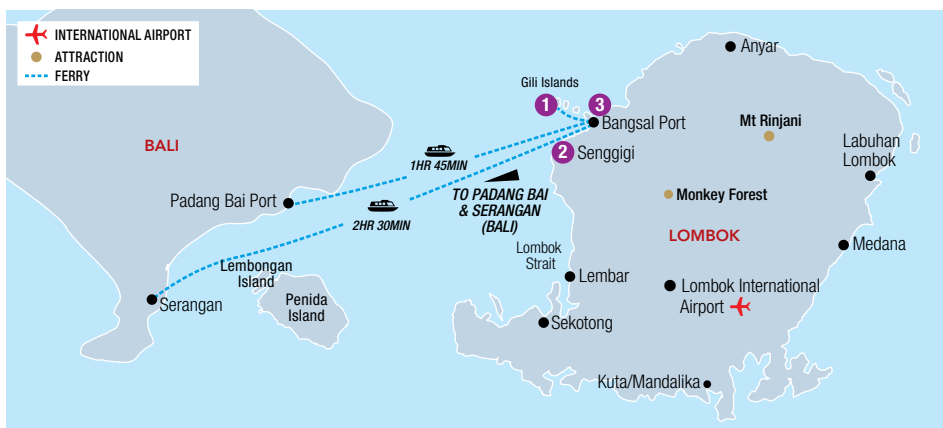 INTERNATIONAL AIRPORT
ATTRACTION
FERRY
BALI
Padang Bai Port
Serangan
Lembongan
Island
Penida
Island
1HR 45MIN
2HR 30MIN
TO PADANG BAI
& SERANGAN
(BALI)
Gili Islands
1
3
Bangsal Port
2
Senggigi
Anyar
Mt Rinjani
Labuhan
Lombok
Monkey Forest
LOMBOK
Medana
Lombok
Strait
Lembar
Lombok International
Airport
Sekotong
Kuta/Mandalika